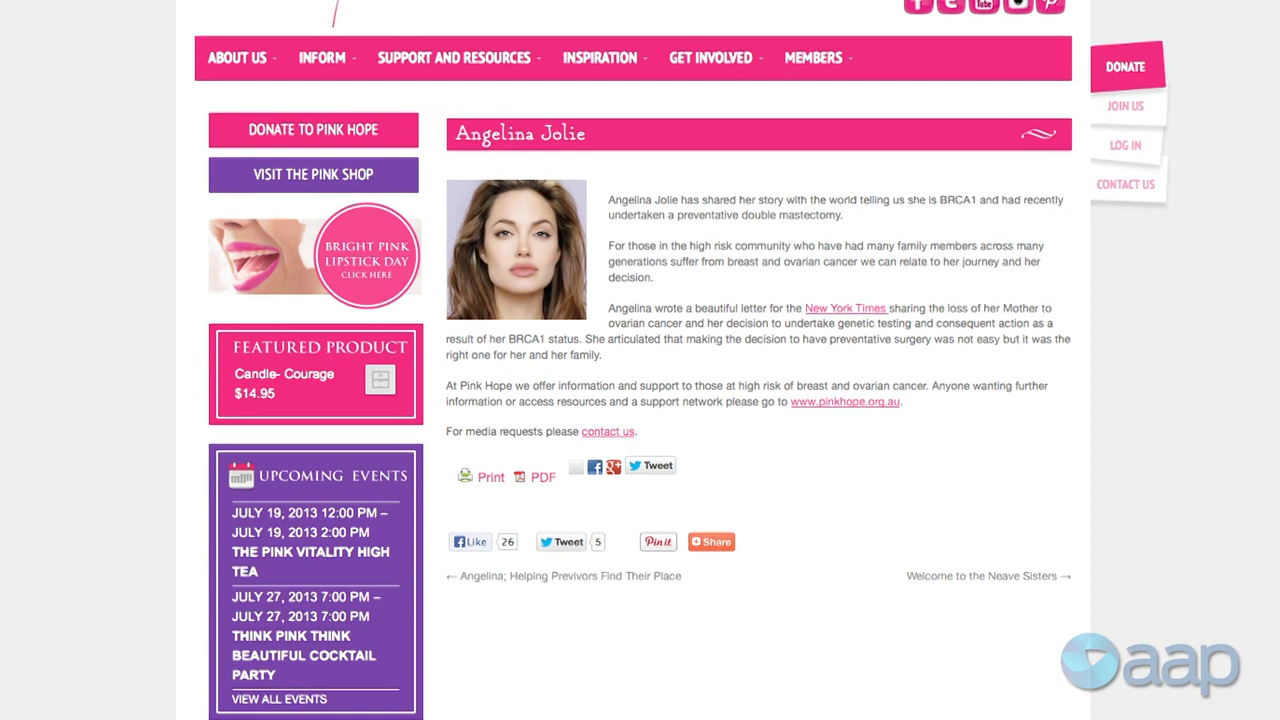 ABOUT US
INFORM
SUPPORT AND RESOURCES
INSPIRATION
GET INVOLVED
MEMBERS
DONATE
JOIN US
LOG IN
CONTACT US
DONATE TO PINK HOPE
VISIT THE PINK SHOP
BRIGHT PINK
LIPSTICK DAY
CLICK HERE
FEATURED PRODUCT
Candle- Courage
$14.95
UPCOMING EVENTS
JULY 19, 2013 12:00 PM –
JULY 19, 2013 2:00 PM
THE PINK VITALITY HIGH
TEA
JULY 27, 2013 7:00 PM –
JULY 27, 2013 7:00 PM
THINK PINK THINK
BEAUTIFUL COCKTAIL
PARTY
VIEW ALL EVENTS
Angelina Jolie
Angelina Jolie has shared her story with the world telling us she is BRCA1 and had recently
undertaken a preventative double mastectomy.
For those in the high risk community who have had many family members across many
generations suffer from breast and ovarian cancer we can relate to her journey and her
decision.
Angelina wrote a beautiful letter for the New York Times sharing the loss of her Mother to
ovarian cancer and her decision to undertake genetic testing and consequent action as a
result of her BRCA1 status. She articulated that making the decision to have preventative surgery was not easy but it was the
right one for her and her family.
At Pink Hope we offer information and support to those at high risk of breast and ovarian cancer. Anyone wanting further
information or access resources and a support network please go to www.pinkhope.org.au.
For media requests please contact us.
Print PDF Tweet
Like 26 Tweet 5 Pin it Share
← Angelina; Helping Previvors Find Their Place
Welcome to the Neave Sisters →
aap